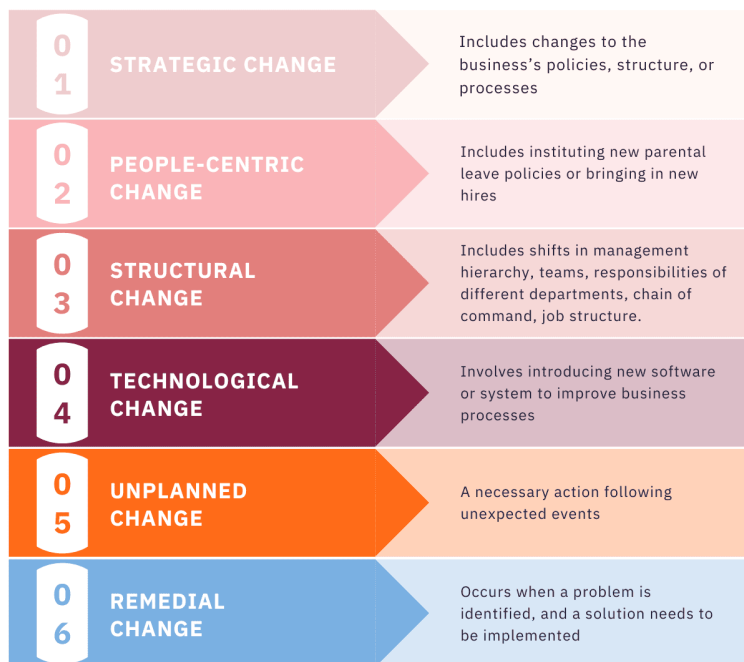 0
1
STRATEGIC CHANGE
Includes changes to the
business's policies, structure, or
processes
0
2
PEOPLE-CENTRIC
CHANGE
Includes instituting new parental
leave policies or bringing in new
hires
0
3
STRUCTURAL
CHANGE
Includes shifts in management
hierarchy, teams, responsibilities of
different departments, chain of
command, job structure.
0
4
TECHNOLOGICAL
CHANGE
Involves introducing new software
or system to improve business
processes
0
5
UNPLANNED
CHANGE
A necessary action following
unexpected events
0
6
REMEDIAL
CHANGE
Occurs when a problem is
identified, and a solution needs to
be implemented